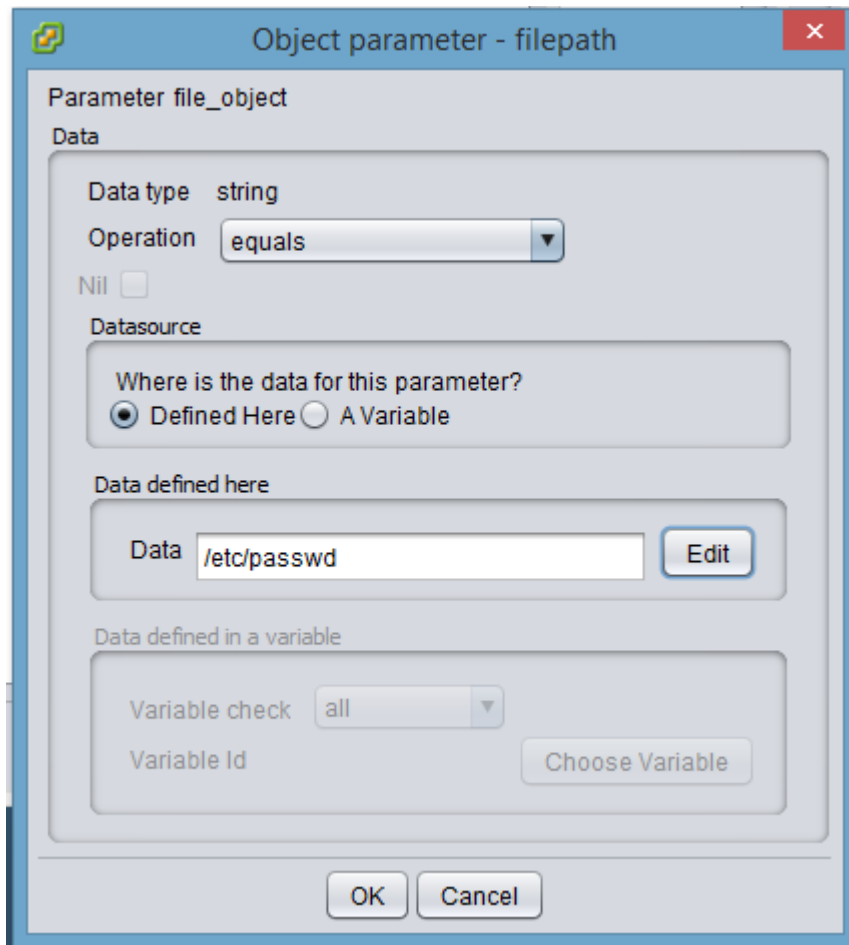 Object parameter - filepath
Parameter file_object
Data
Data type string
Operation equals
Nil
Datasource
Where is the data for this parameter?
Defined Here A Variable
Data defined here
Data /etc/passwd Edit
Data defined in a variable
Variable check all
Variable Id Choose Variable
OK Cancel